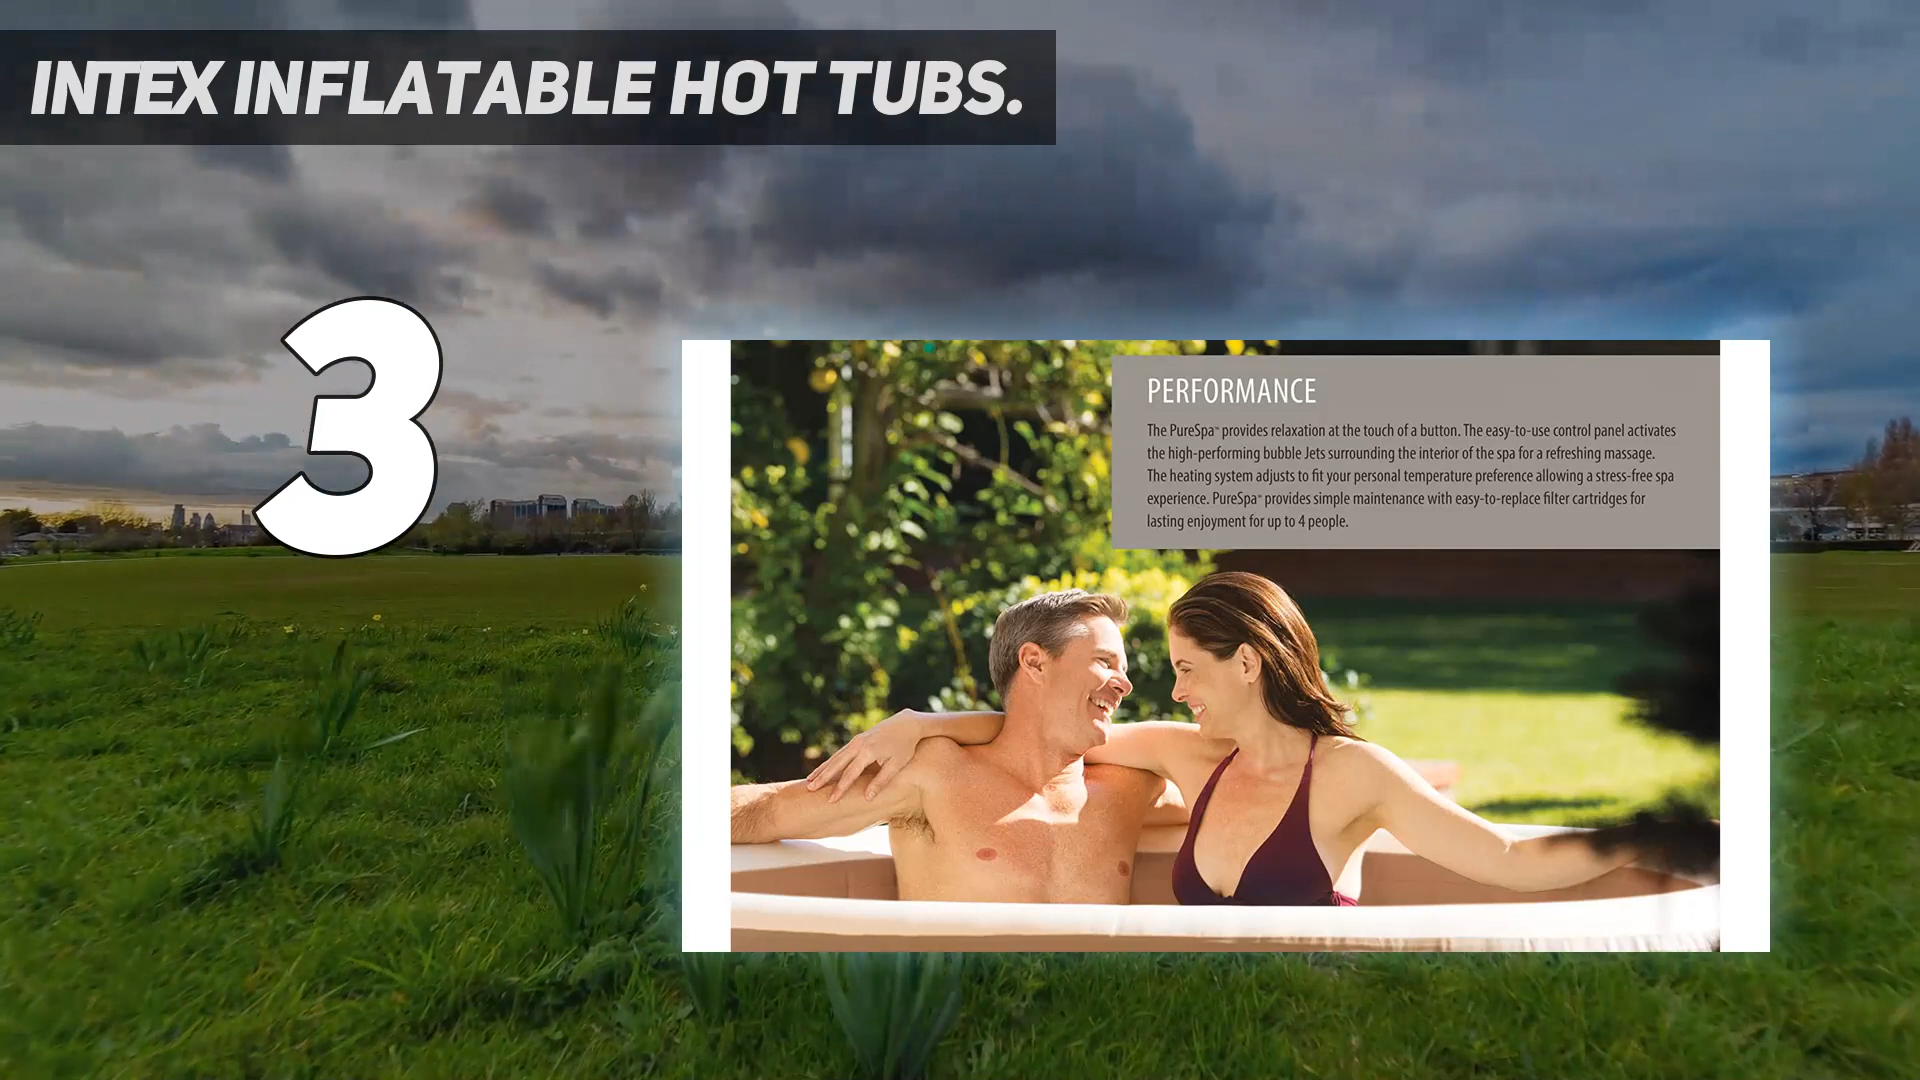 INTEX INFLATABLE HOT TUBS.
3
PERFORMANCE
The PureSpa™ provides relaxation at the touch of a button. The easy-to-use control panel activates
the high-performing bubble Jets surrounding the interior of the spa for a refreshing massage.
The heating system adjusts to fit your personal temperature preference allowing a stress-free spa
experience. PureSpa™ provides simple maintenance with easy-to-replace filter cartridges for
lasting enjoyment for up to 4 people.